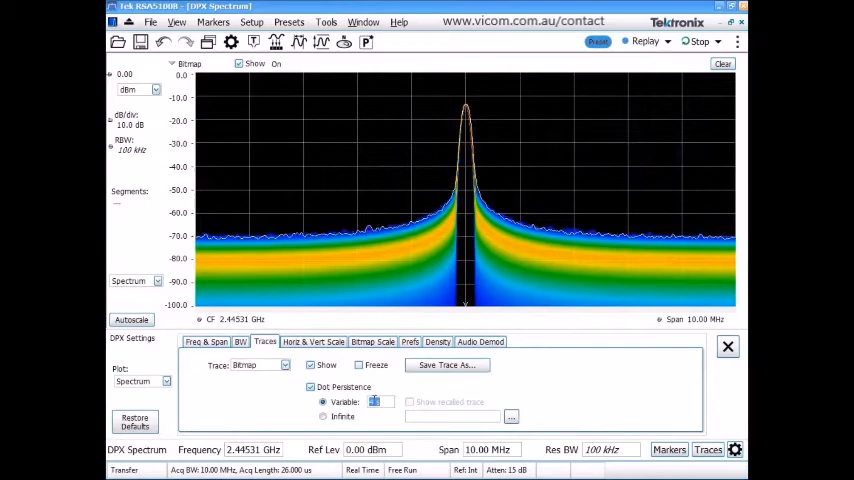 Tek RSA5100B - [DPX Spectrum]
File View Markers Setup Presets Tools Window Help
www.vicom.com.au/contact
Tektronix
Preset Replay Stop
Bitmap Show On Clear
0.00
dBm
dB/div:
10.0 dB
RBW:
100 kHz
Segments:
---
Spectrum
Autoscale
0.0
-10.0
-20.0
-30.0
-40.0
-50.0
-60.0
-70.0
-80.0
-90.0
-100.0
CF 2.44531 GHz
Span 10.00 MHz
DPX Settings
Plot:
Spectrum
Restore
Defaults
Freq & Span BW Traces Horiz & Vert Scale Bitmap Scale Prefs Density Audio Demod
Trace: Bitmap Show Freeze Save Trace As...
Dot Persistence
Variable: Show recalled trace
Infinite ...
DPX Spectrum Frequency 2.44531 GHz Ref Lev 0.00 dBm Span 10.00 MHz Res BW 100 kHz Markers Traces
Transfer Acq BW: 10.00 MHz, Acq Length: 26.000 us Real Time Free Run Ref: Int Atten: 15 dB